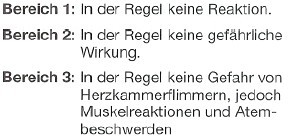 Bereich 1: In der Regel keine Reaktion.
Bereich 2: In der Regel keine gefährliche
Wirkung.
Bereich 3: In der Regel keine Gefahr von
Herzkammerflimmern, jedoch
Muskelreaktionen und Atem-
beschwerden